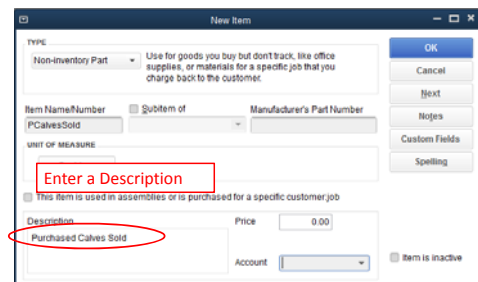 New Item
TYPE
Non-inventory Part
Use for goods you buy but don't track, like office
supplies, or materials for a specific job that you
charge back to the customer.
OK
Cancel
Next
Notes
Custom Fields
Spelling
Item Name/Number
Subitem of
Manufacturer's Part Number
PCalvesSold
UNIT OF MEASURE
Enter a Description
This item is used in assemblies or is purchased for a specific customer:job
Description
Price
0.00
Purchased Calves Sold
Account
Item is inactive